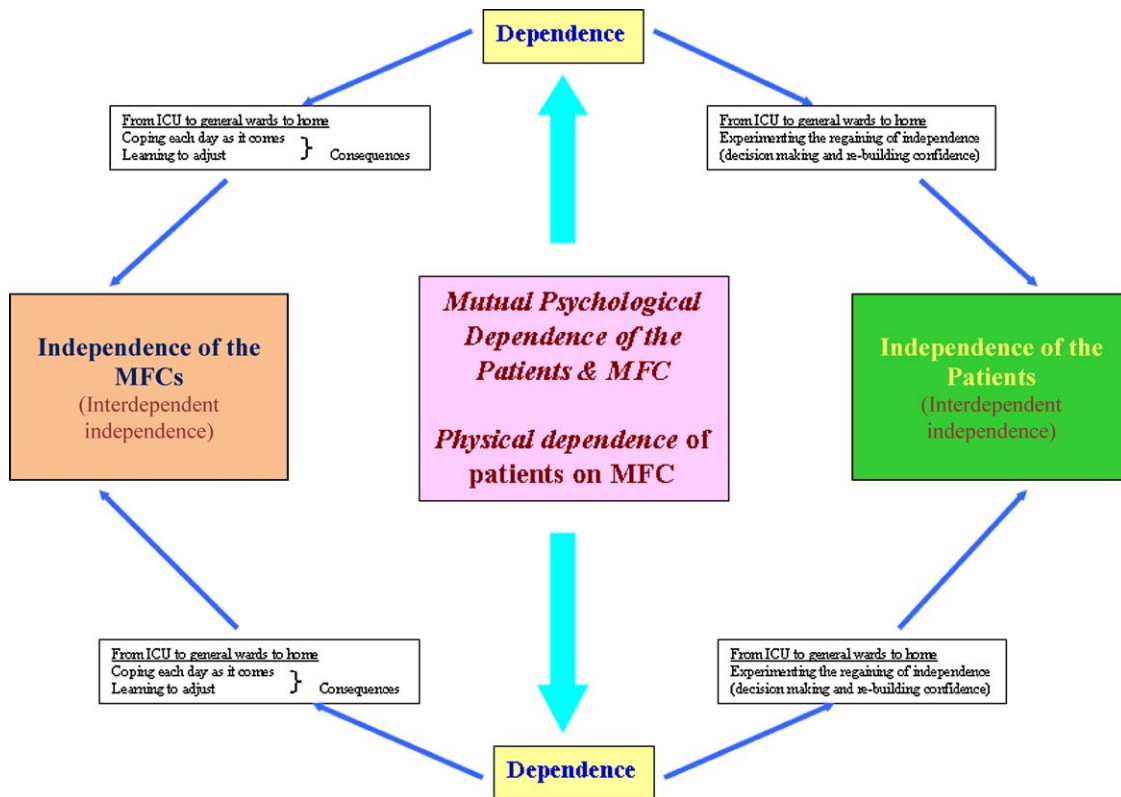 Dependence
From ICU to general wards to home
Coping each day as it comes
Learning to adjust } Consequences
From ICU to general wards to home
Experimenting the regaining of independence
(decision making and re-building confidence)
Independence of the
MFCs
(Interdependent
independence)
Mutual Psychological
Dependence of the
Patients & MFC
Physical dependence of
patients on MFC
Independence of the
Patients
(Interdependent
independence)
From ICU to general wards to home
Coping each day as it comes
Learning to adjust } Consequences
From ICU to general wards to home
Experimenting the regaining of independence
(decision making and re-building confidence)
Dependence